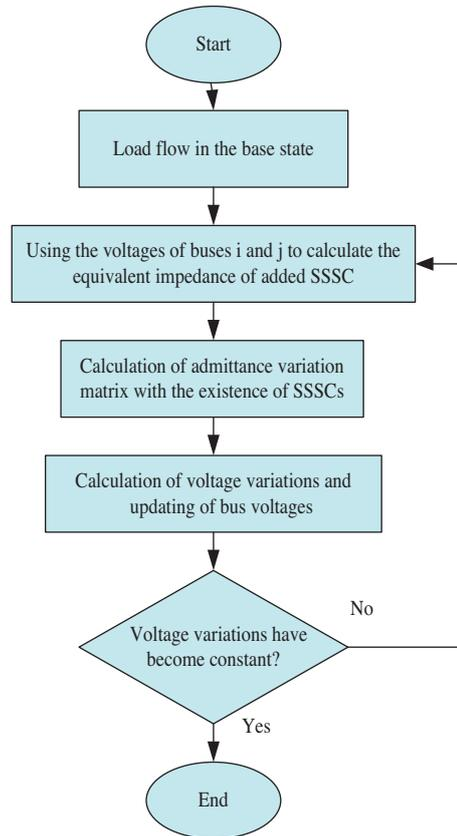 Start
Load flow in the base state
Using the voltages of buses i and j to calculate the
equivalent impedance of added SSSC
Calculation of admittance variation
matrix with the existence of SSSCs
Calculation of voltage variations and
updating of bus voltages
No
Voltage variations have
become constant?
Yes
End